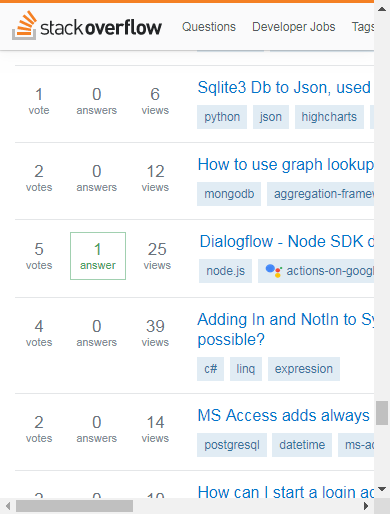 stackoverflow Questions Developer Jobs Tags
1 0 6 Sqlite3 Db to Json, used
vote answers views
python json highcharts
2 0 12 How to use graph lookup
votes answers views
mongodb aggregation-framew
5 1 25 Dialogflow - Node SDK d
votes answer views
node.js actions-on-googl
4 0 39 Adding In and NotIn to Sy
votes answers views possible?
c# linq expression
2 0 14 MS Access adds always
votes answers views
postgresql datetime ms-ac
2 0 10 How can I start a login ac